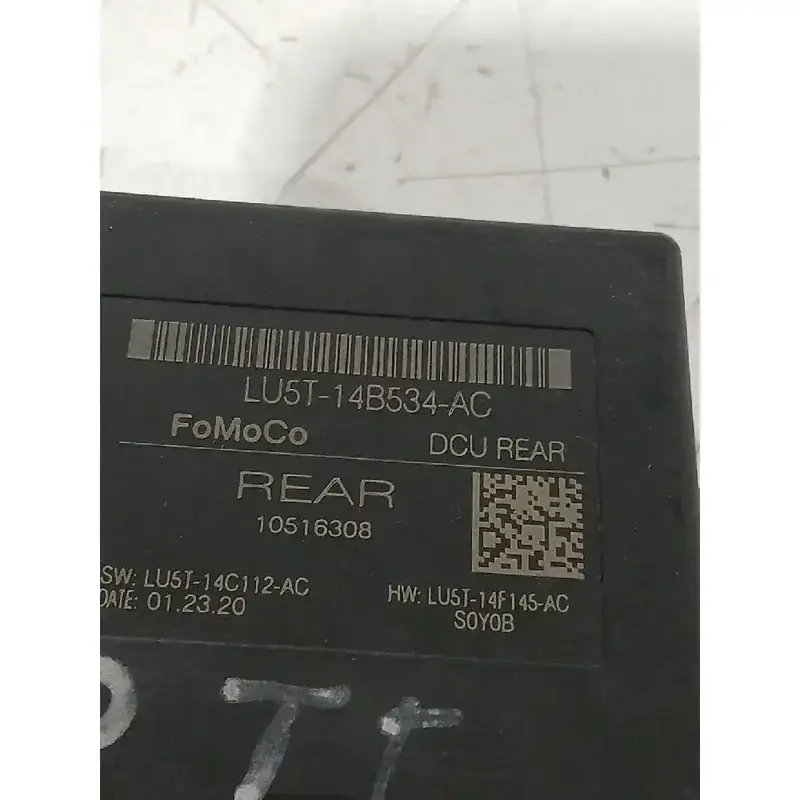 LU5T-14B534-AC
FoMoCo
DCU REAR
REAR
10516308
SW: LU5T-14C112-AC
DATE: 01.23.20
HW: LU5T-14F145-AC
S0Y0B